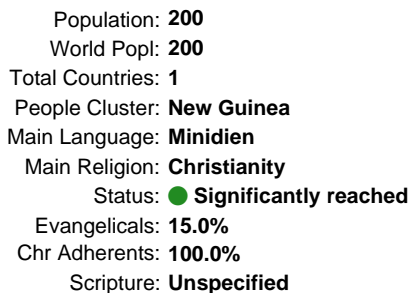 Population: 200
World Popl: 200
Total Countries: 1
People Cluster: New Guinea
Main Language: Minidien
Main Religion: Christianity
Status: Significantly reached
Evangelicals: 15.0%
Chr Adherents: 100.0%
Scripture: Unspecified